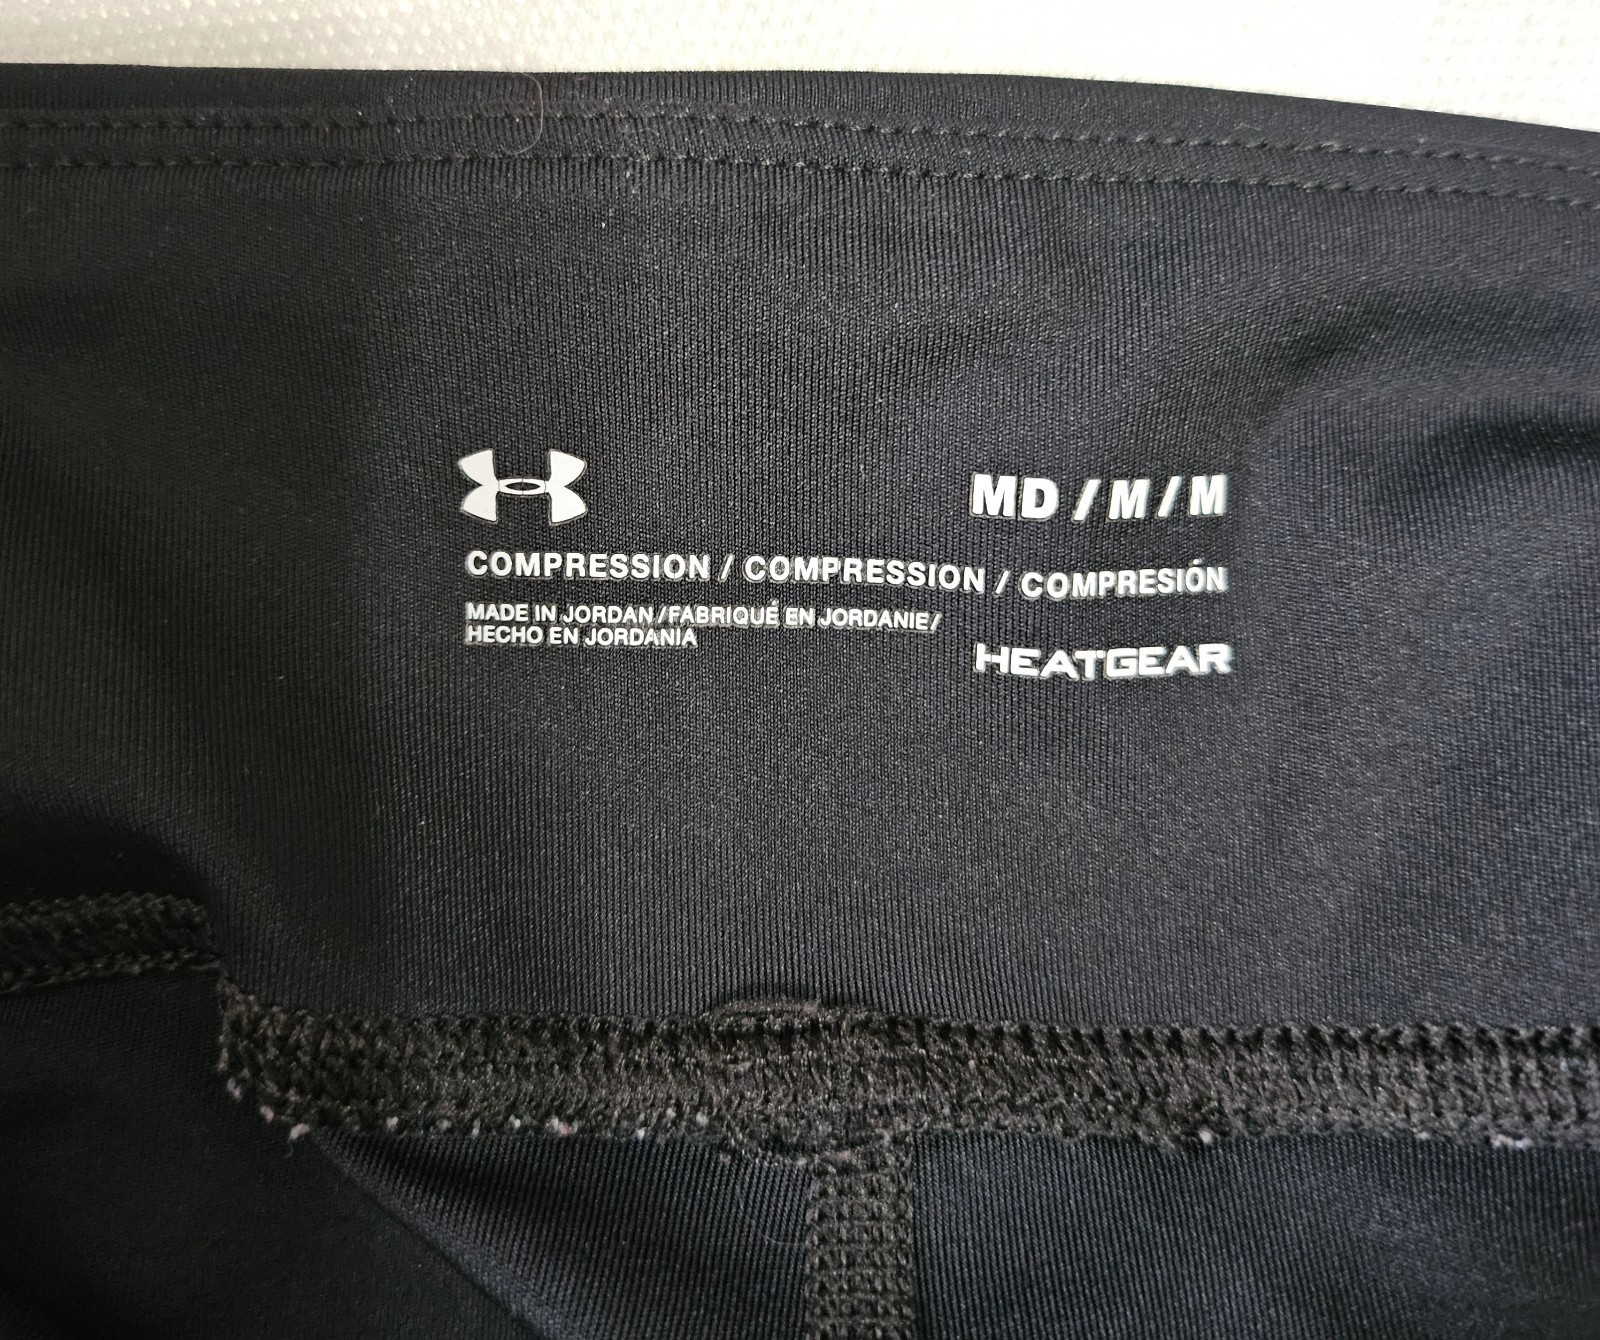 MD / M / M
COMPRESSION / COMPRESSION / COMPRESIÓN
MADE IN JORDAN / FABRIQUÉ EN JORDANIE /
HECHO EN JORDANIA
HEATGEAR